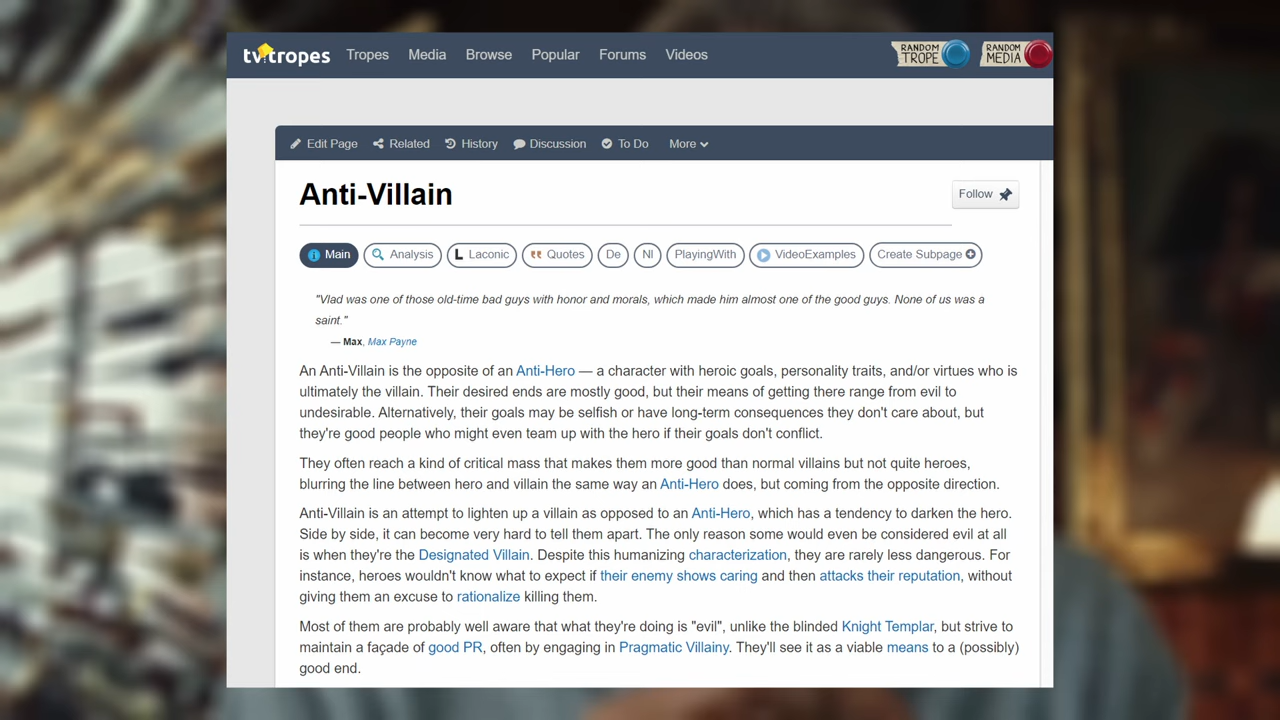 tvtropes Tropes Media Browse Popular Forums Videos RANDOM TROPE RANDOM MEDIA
Edit Page Related History Discussion To Do More
Anti-Villain
Follow
Main Analysis Laconic Quotes De Nl PlayingWith VideoExamples Create Subpage
"Vlad was one of those old-time bad guys with honor and morals, which made him almost one of the good guys. None of us was a
saint."
— Max, Max Payne
An Anti-Villain is the opposite of an Anti-Hero — a character with heroic goals, personality traits, and/or virtues who is
ultimately the villain. Their desired ends are mostly good, but their means of getting there range from evil to
undesirable. Alternatively, their goals may be selfish or have long-term consequences they don't care about, but
they're good people who might even team up with the hero if their goals don't conflict.
They often reach a kind of critical mass that makes them more good than normal villains but not quite heroes,
blurring the line between hero and villain the same way an Anti-Hero does, but coming from the opposite direction.
Anti-Villain is an attempt to lighten up a villain as opposed to an Anti-Hero, which has a tendency to darken the hero.
Side by side, it can become very hard to tell them apart. The only reason some would even be considered evil at all
is when they're the Designated Villain. Despite this humanizing characterization, they are rarely less dangerous. For
instance, heroes wouldn't know what to expect if their enemy shows caring and then attacks their reputation, without
giving them an excuse to rationalize killing them.
Most of them are probably well aware that what they're doing is "evil", unlike the blinded Knight Templar, but strive to
maintain a façade of good PR, often by engaging in Pragmatic Villainy. They'll see it as a viable means to a (possibly)
good end.